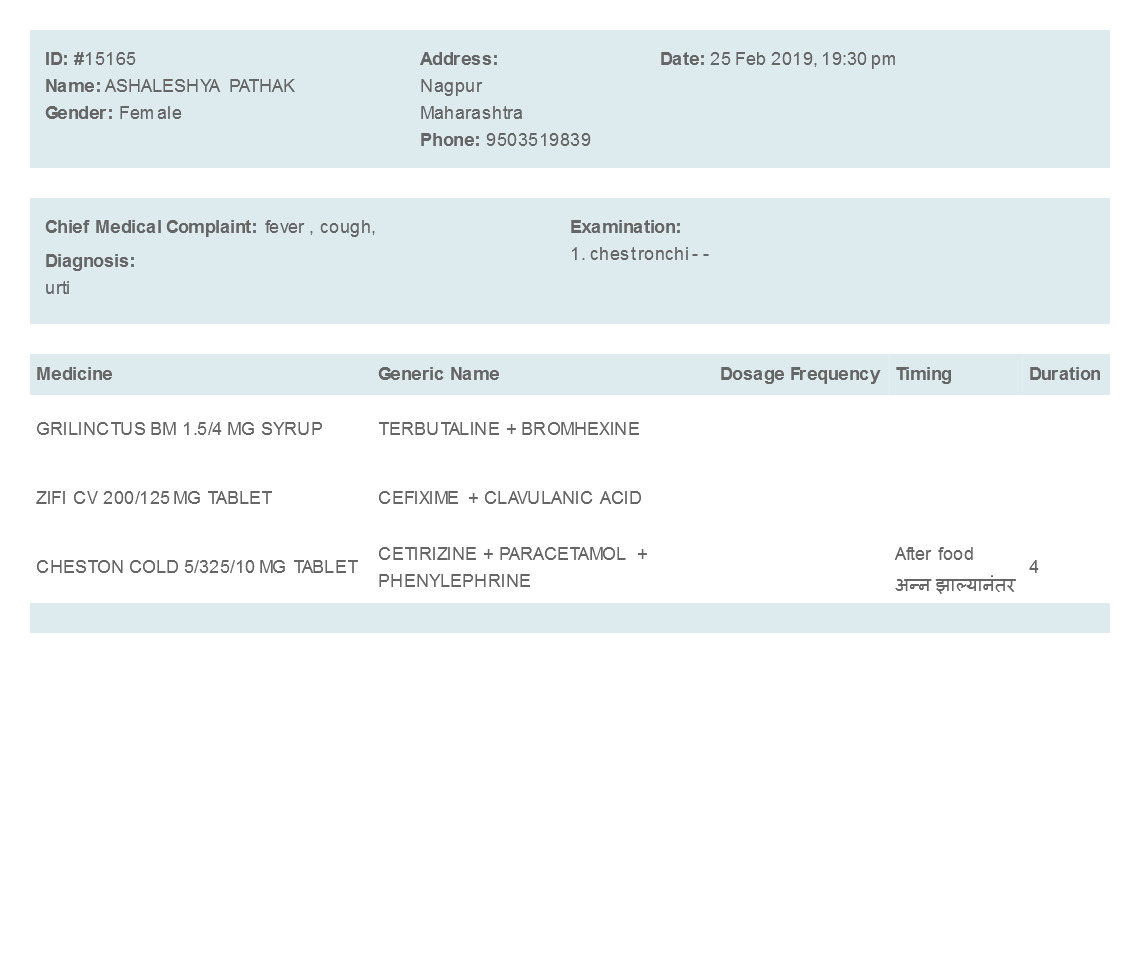 ID: #15165 Address: Date: 25 Feb 2019, 19:30 pm
Name: ASHALESHYA PATHAK Nagpur
Gender: Female Maharashtra
Phone: 9503519839
Chief Medical Complaint: fever , cough, Examination:
1. chestronchi - -
Diagnosis:
urti
Medicine Generic Name Dosage Frequency Timing Duration
GRILINCTUS BM 1.5/4 MG SYRUP TERBUTALINE + BROMHEXINE
ZIFI CV 200/125 MG TABLET CEFIXIME + CLAVULANIC ACID
CHESTON COLD 5/325/10 MG TABLET CETIRIZINE + PARACETAMOL + After food 4
PHENYLEPHRINE अन्न झाल्यानंतर